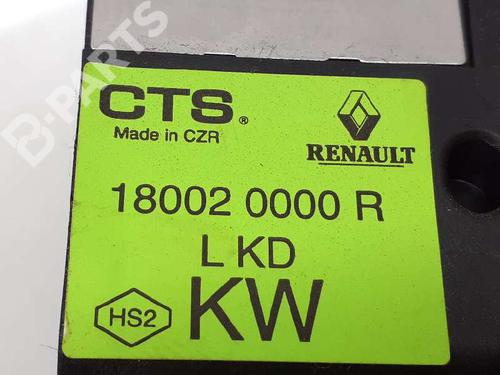 B-PARTS
CTS®
Made in CZR
RENAULT
18002 0000 R
L KD
HS2
KW